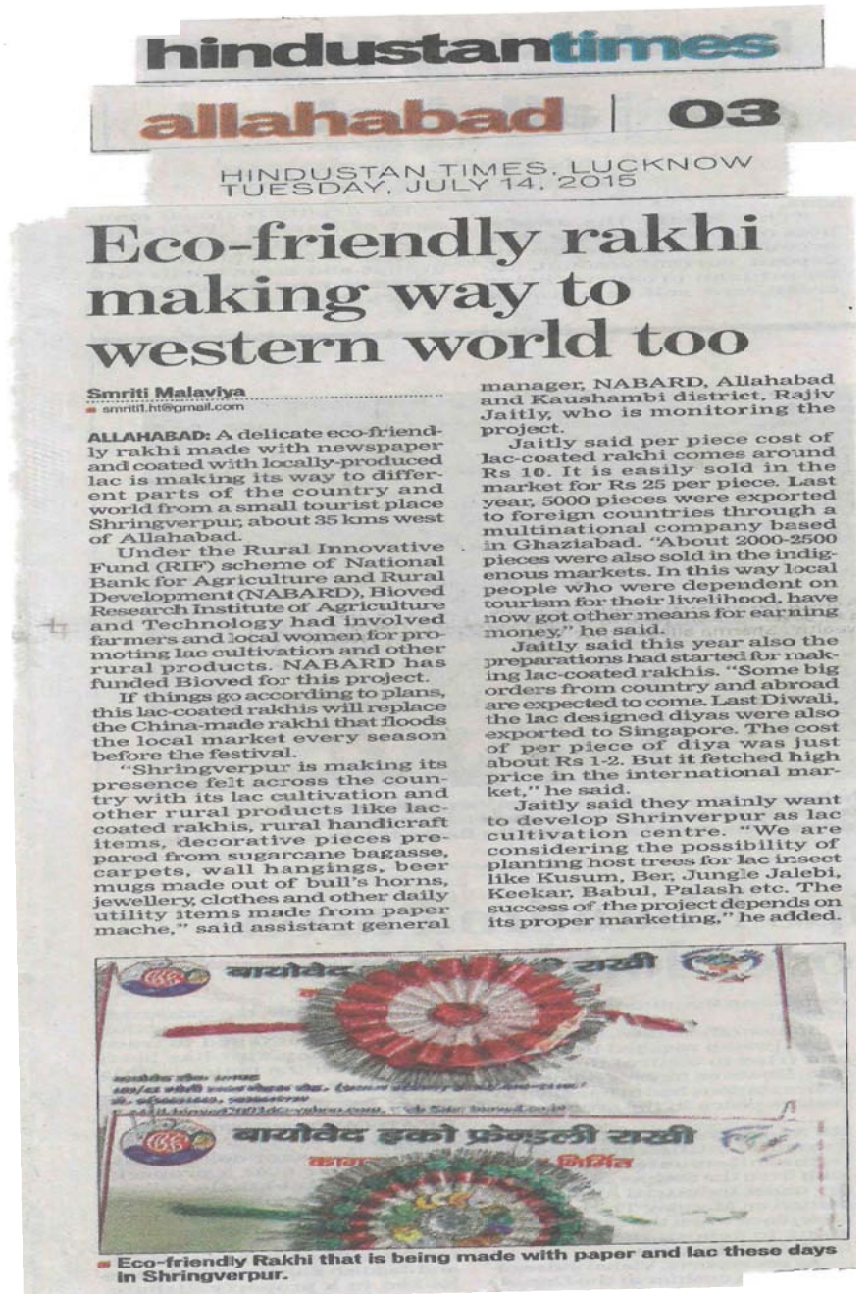 hindustantimes
allahabad | 03
HINDUSTAN TIMES, LUCKNOW
TUESDAY, JULY 14, 2015
Eco-friendly rakhi
making way to
western world too
Smriti Malaviya
smriti1.ht@gmail.com
ALLAHABAD: A delicate eco-friend-
ly rakhi made with newspaper
and coated with locally-produced
lac is making its way to differ-
ent parts of the country and
world from a small tourist place
Shringverpur, about 35 kms west
of Allahabad.
Under the Rural Innovative
Fund (RIF) scheme of National
Bank for Agriculture and Rural
Development (NABARD), Bioved
Research Institute of Agriculture
and Technology had involved
farmers and local women for pro-
moting lac cultivation and other
rural products. NABARD has
funded Bioved for this project.
If things go according to plans,
this lac-coated rakhis will replace
the China-made rakhi that floods
the local market every season
before the festival.
"Shringverpur is making its
presence felt across the coun-
try with its lac cultivation and
other rural products like lac-
coated rakhis, rural handicraft
items, decorative pieces pre-
pared from sugarcane bagasse,
carpets, wall hangings, beer
mugs made out of bull's horns,
jewellery, clothes and other daily
utility items made from paper
mache," said assistant general
manager, NABARD, Allahabad
and Kaushambi district, Rajiv
Jaitly, who is monitoring the
project.
Jaitly said per piece cost of
lac-coated rakhi comes around
Rs 10. It is easily sold in the
market for Rs 25 per piece. Last
year, 5000 pieces were exported
to foreign countries through a
multinational company based
in Ghaziabad. "About 2000-2500
pieces were also sold in the indig-
enous markets. In this way local
people who were dependent on
tourism for their livelihood, have
now got other means for earning
money," he said.
Jaitly said this year also the
preparations had started for mak-
ing lac-coated rakhis. "Some big
orders from country and abroad
are expected to come. Last Diwali,
the lac designed diyas were also
exported to Singapore. The cost
of per piece of diya was just
about Rs 1-2. But it fetched high
price in the international mar-
ket," he said.
Jaitly said they mainly want
to develop Shrinverpur as lac
cultivation centre. "We are
considering the possibility of
planting host trees for lac insect
like Kusum, Ber, Jungle Jalebi,
Keekar, Babul, Palash etc. The
success of the project depends on
its proper marketing," he added.
बायोवेद राखी
बायोवेद इको फ्रेन्डली राखी
निर्मित
Eco-friendly Rakhi that is being made with paper and lac these days
in Shringverpur.